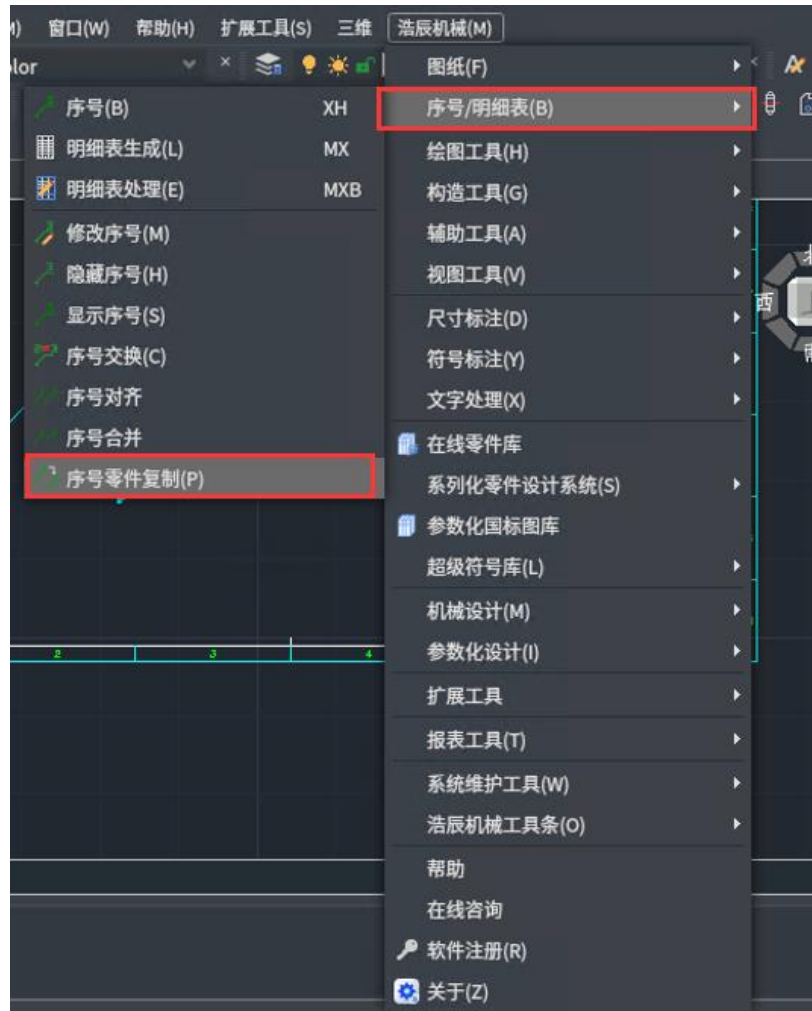 窗口(W) 帮助(H) 扩展工具(S) 三维 浩辰机械(M)
lor
图纸(F)
序号/明细表(B)
绘图工具(H)
构造工具(G)
辅助工具(A)
视图工具(V)
尺寸标注(D)
符号标注(Y)
文字处理(X)
在线零件库
系列化零件设计系统(S)
参数化国标图库
超级符号库(L)
机械设计(M)
参数化设计(I)
扩展工具
报表工具(T)
系统维护工具(W)
浩辰机械工具条(O)
帮助
在线咨询
软件注册(R)
关于(Z)
序号(B) XH
明细表生成(L) MX
明细表处理(E) MXB
修改序号(M)
隐藏序号(H)
显示序号(S)
序号交换(C)
序号对齐
序号合并
序号零件复制(P)
西
2 3 4